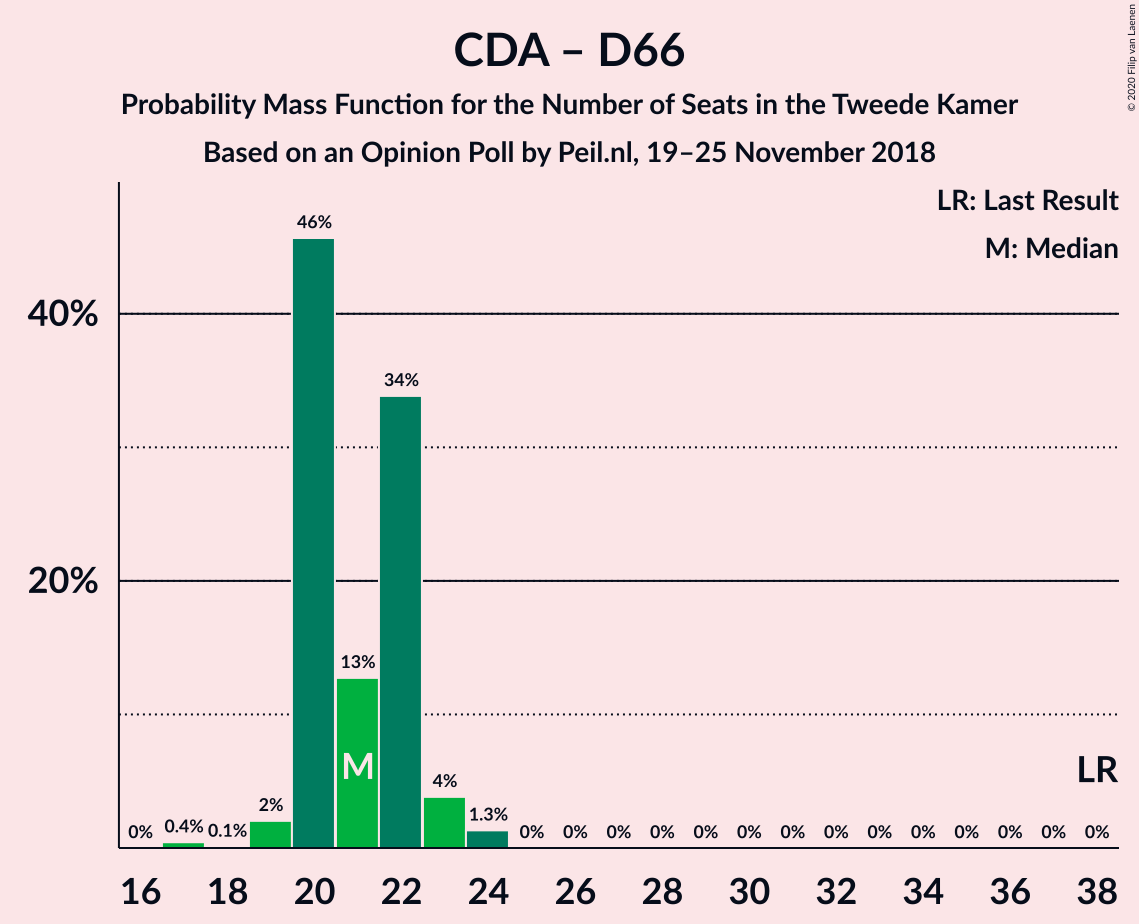 CDA – D66
Probability Mass Function for the Number of Seats in the Tweede Kamer
Based on an Opinion Poll by Peil.nl, 19–25 November 2018
© 2020 Filip van Laenen
LR: Last Result
M: Median
46%
40%
34%
20%
13%
M
LR
4%
2%
1.3%
0% 0.4% 0.1% 0% 0% 0% 0% 0% 0% 0% 0% 0% 0% 0% 0% 0% 0%
16 18 20 22 24 26 28 30 32 34 36 38